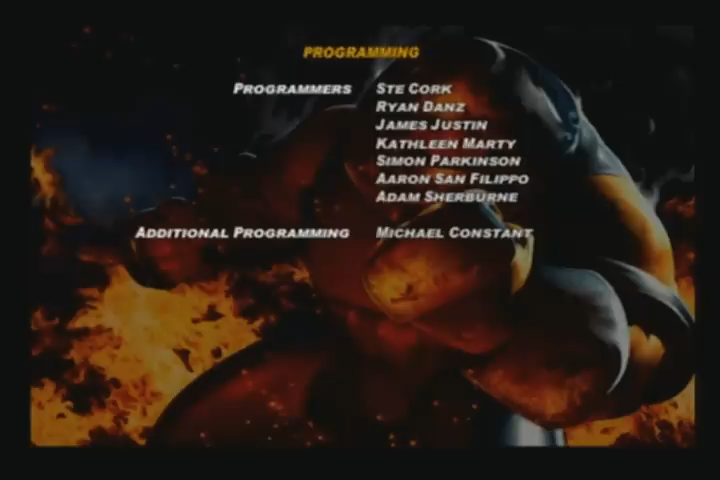 PROGRAMMING
PROGRAMMERS STE CORK
RYAN DANZ
JAMES JUSTIN
KATHLEEN MARTY
SIMON PARKINSON
AARON SAN FILIPPO
ADAM SHERBURNE
ADDITIONAL PROGRAMMING MICHAEL CONSTANT